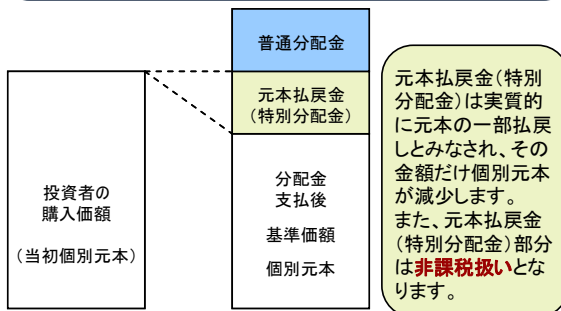 普通分配金
元本払戻金
（特別分配金）
投資者の
購入価額
（当初個別元本）
分配金
支払後
基準価額
個別元本
元本払戻金（特別
分配金）は実質的
に元本の一部払戻
しとみなされ、その
金額だけ個別元本
が減少します。
また、元本払戻金
（特別分配金）部分
は非課税扱いとな
ります。